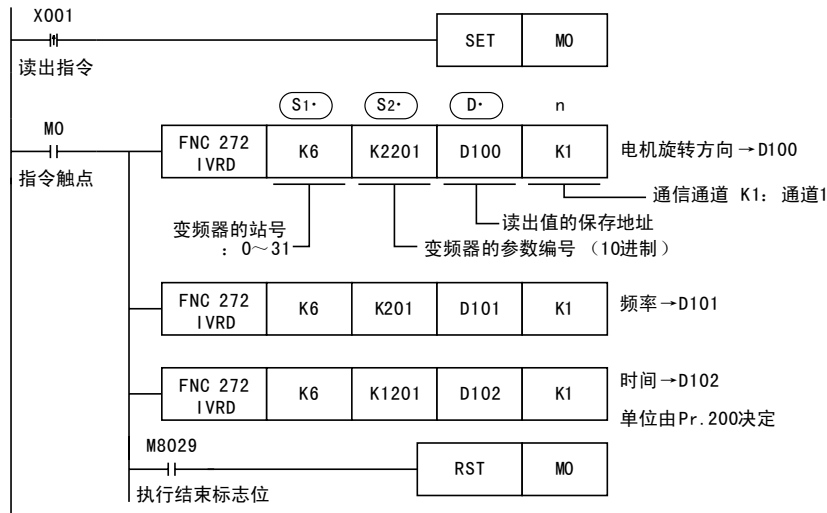 X001
SET M0
读出指令
S1· S2· D· n
M0
FNC 272 IVRD K6 K2201 D100 K1 电机旋转方向→D100
指令触点
通信通道 K1: 通道1
读出值的保存地址
变频器的站号
: 0～31
变频器的参数编号 (10进制)
FNC 272 IVRD K6 K201 D101 K1 频率→D101
FNC 272 IVRD K6 K1201 D102 K1 时间→D102
单位由Pr.200决定
M8029
RST M0
执行结束标志位